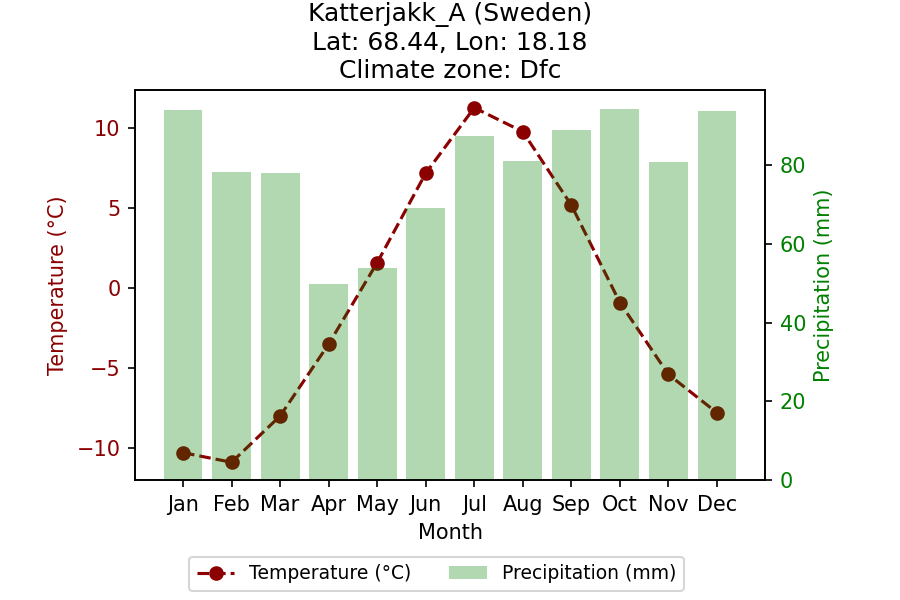 Katterjakk_A (Sweden)
Lat: 68.44, Lon: 18.18
Climate zone: Dfc
10
5
0
−5
−10
Temperature (°C)
80
60
40
20
0
Precipitation (mm)
Jan Feb Mar Apr May Jun Jul Aug Sep Oct Nov Dec
Month
Temperature (°C) Precipitation (mm)